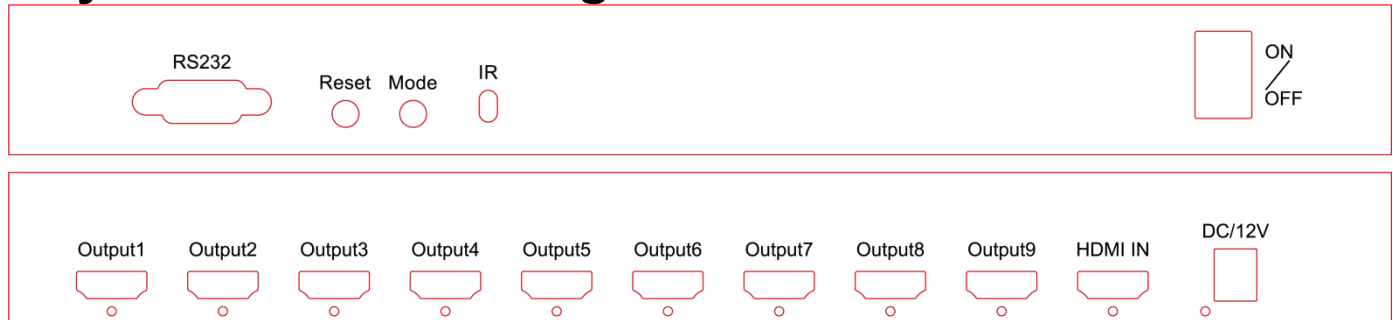 RS232
Reset Mode IR
ON
/
OFF
Output1 Output2 Output3 Output4 Output5 Output6 Output7 Output8 Output9 HDMI IN DC/12V